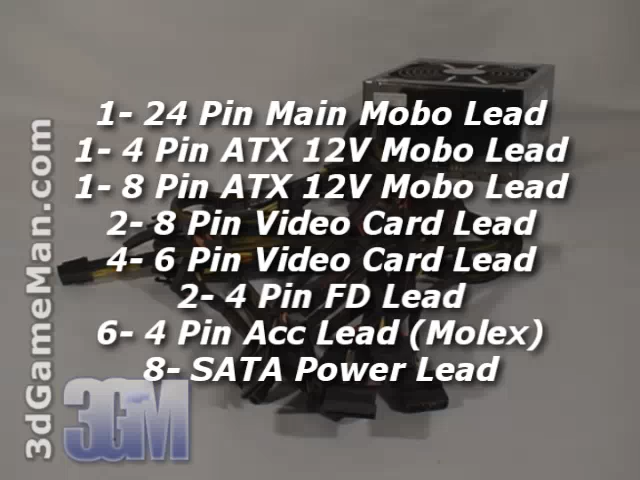 1- 24 Pin Main Mobo Lead
1- 4 Pin ATX 12V Mobo Lead
1- 8 Pin ATX 12V Mobo Lead
2- 8 Pin Video Card Lead
4- 6 Pin Video Card Lead
2- 4 Pin FD Lead
6- 4 Pin Acc Lead (Molex)
8- SATA Power Lead
3dGameMan.com
3GM